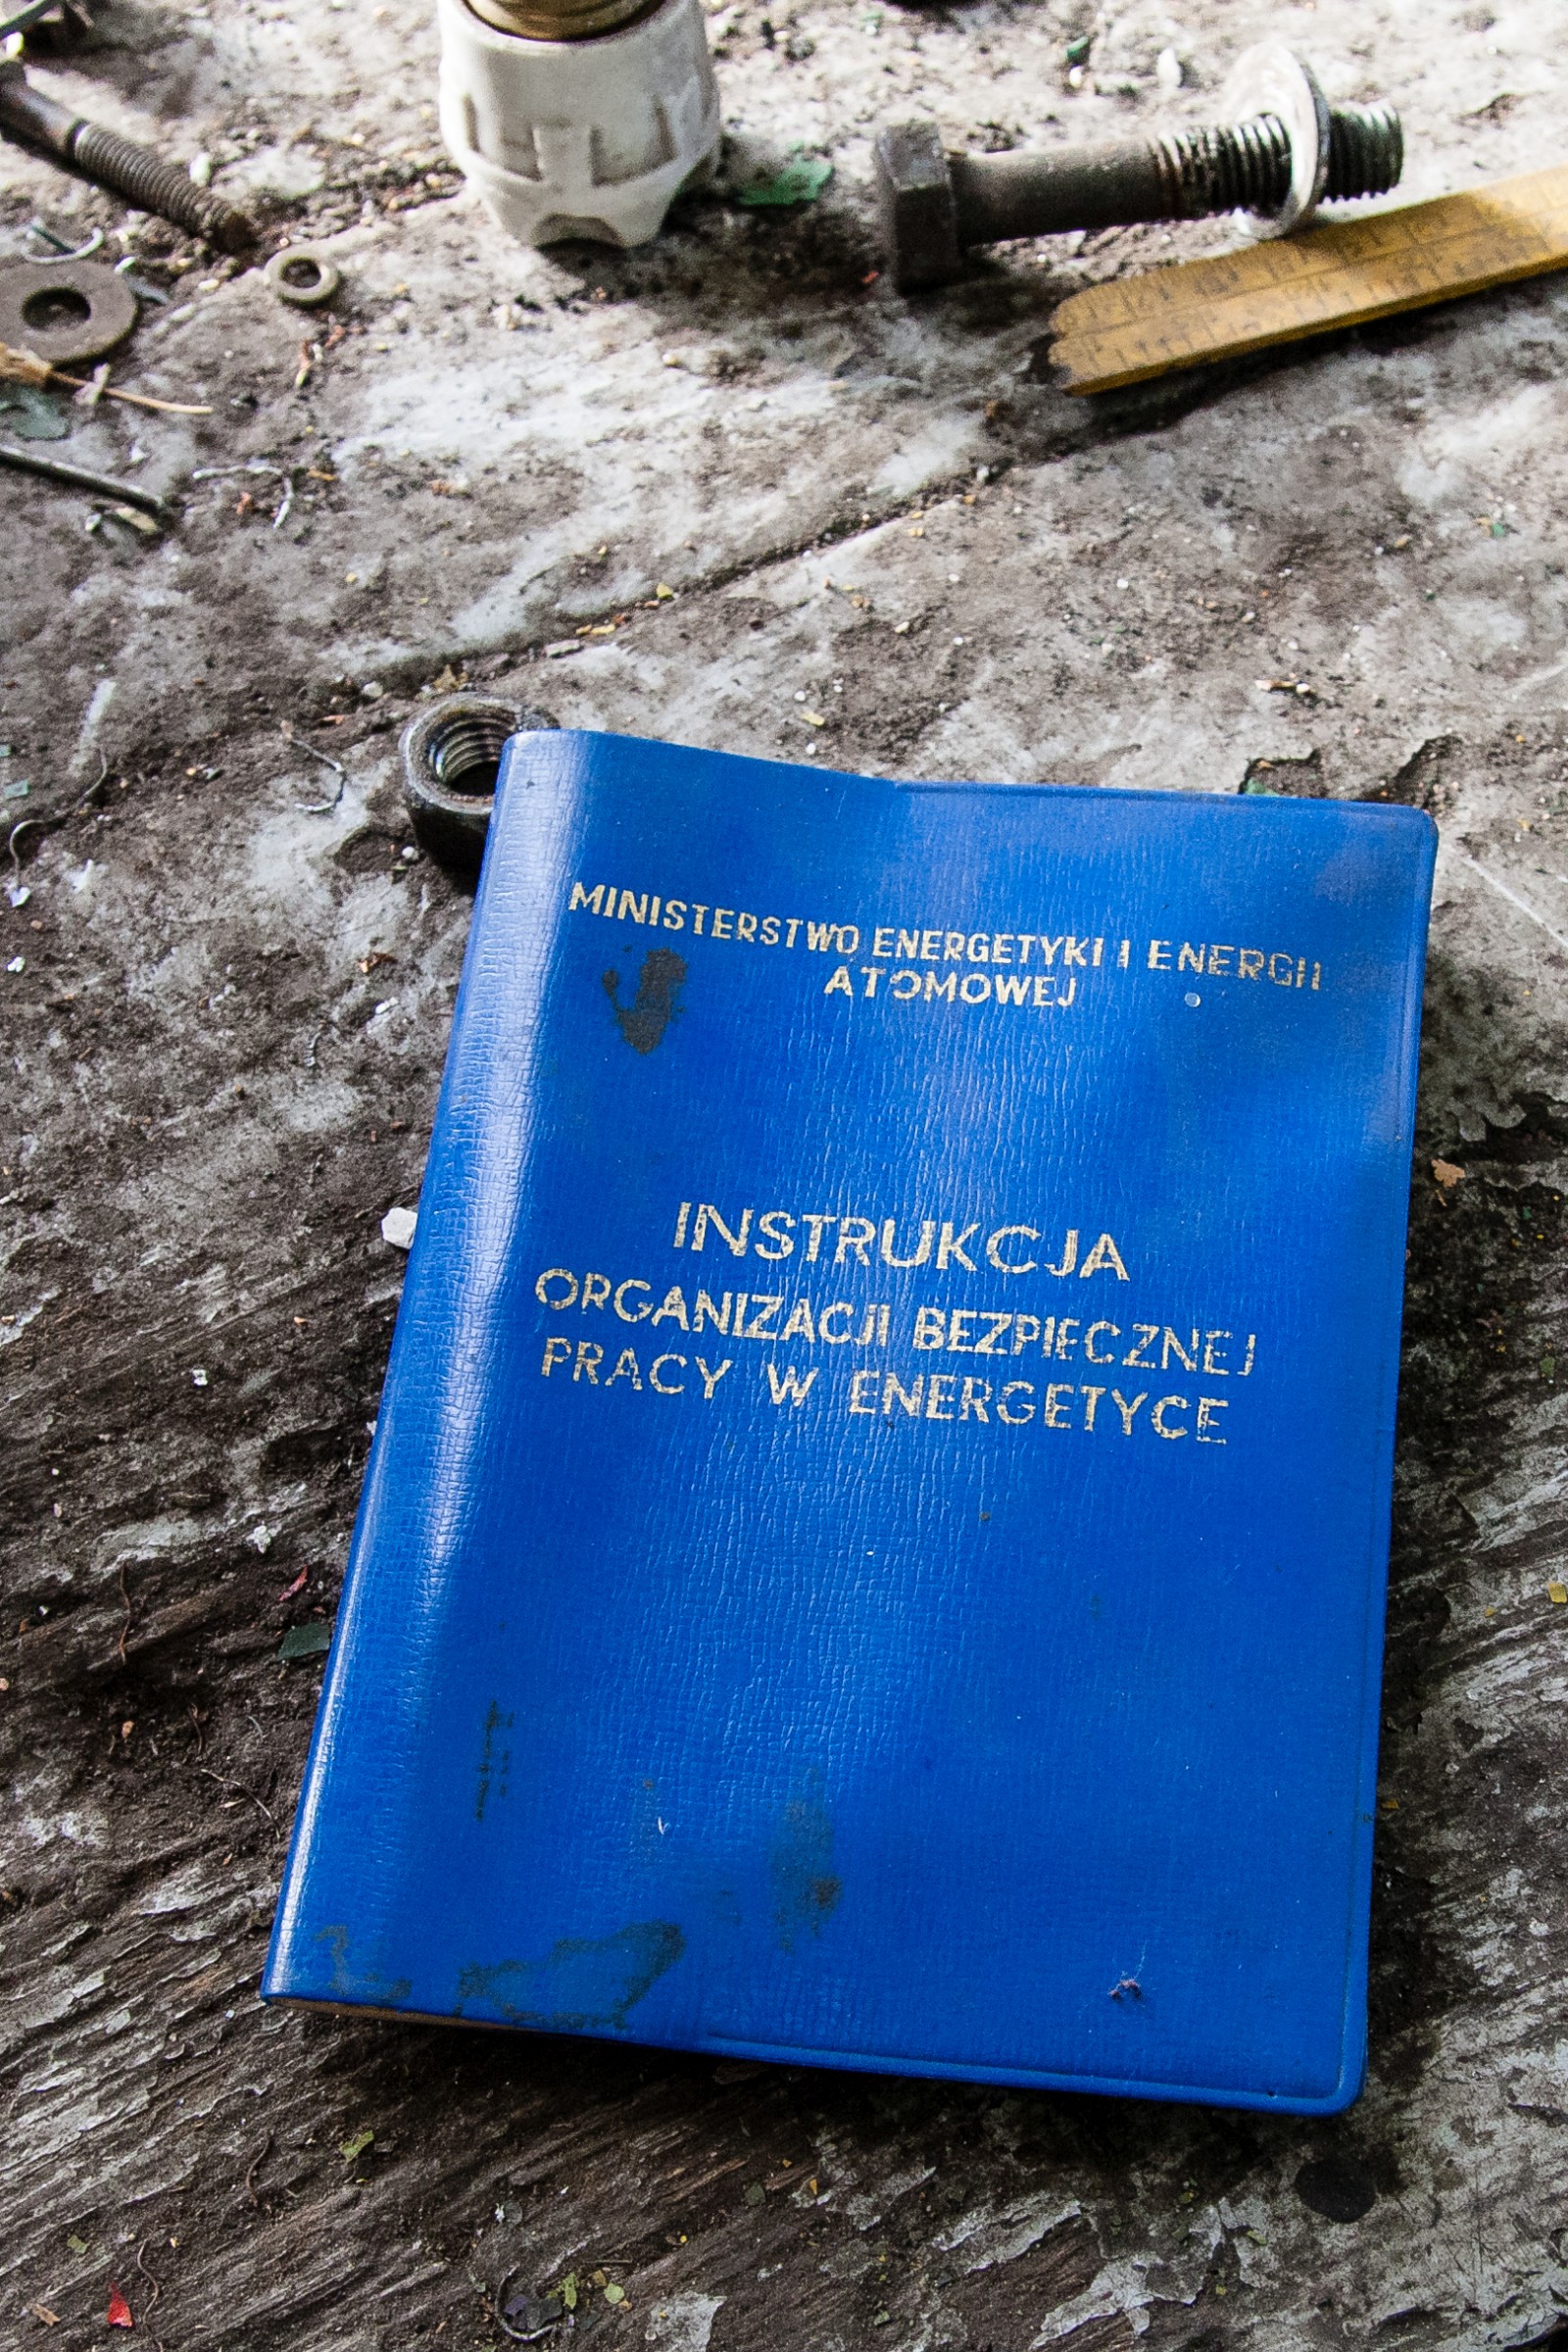 MINISTERSTWO ENERGETYKI I ENERGII
ATOMOWEJ
INSTRUKCJA
ORGANIZACJI BEZPIECZNEJ
PRACY W ENERGETYCE